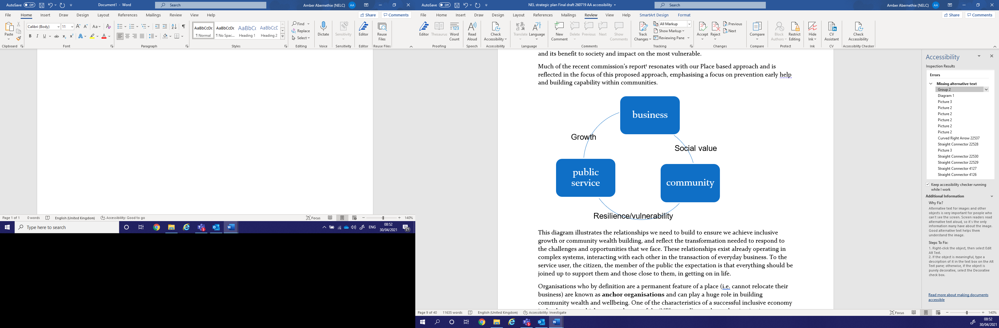 AutoSave Off Document1 - Word Search Amber Abernethie (NELC) AA
File Home Insert Draw Design Layout References Mailings Review View Help Share Comments
Paste Calibri (Body) 11 Aa AaBbCcDc AaBbCcDc AaBbCc AaBbCcE Find Dictate Sensitivity Editor Reuse Files
B I U ab x₂ x² A A ¶ Normal ¶ No Spac... Heading 1 Heading 2 Replace
Select
Clipboard Font Paragraph Styles Editing Voice Sensitivity Editor Reuse Files
Page 1 of 1 0 words English (United Kingdom) Accessibility: Good to go Focus 140%
Type here to search 5 ENG 08:52
30/04/2021 21
AutoSave Off NEL strategic plan Final draft 260719 AA accessibility Search Amber Abernethie (NELC) AA
File Home Insert Draw Design Layout References Mailings Review View Help SmartArt Design Format Share Comments
Editor Thesaurus Word Count Read Aloud Check Accessibility Translate Language New Comment Delete Previous Next Show Comments Track Changes All Markup Accept Reject Previous Compare Block Authors Restrict Editing Hide Ink CV Assistant Check Accessibility
Show Markup Next
Reviewing Pane
Proofing Speech Accessibility Language Comments Tracking Changes Compare Protect Ink CV Accessiblity Checker
and its benefit to society and impact on the most vulnerable.
Much of the recent commission's report¹ resonates with our Place based approach and is
reflected in the focus of this proposed approach, emphasising a focus on prevention early help
and building capability within communities.
business
Growth
Social value
public
service
community
Resilience/vulnerability
This diagram illustrates the relationships we need to build to ensure we achieve inclusive
growth or community wealth building, and reflect the transformation needed to respond to
the challenges and opportunities that we face. These relationships exist already operating in
complex systems, interacting with each other in the transaction of everyday business. To the
service user, the citizen, the member of the public the expectation is that everything should be
joined up to support them and those close to them, in getting on in life.
Organisations who by definition are a permanent feature of a place (i.e. cannot relocate their
business) are known as anchor organisations and can play a huge role in building
community wealth and wellbeing. One of the characteristics of a successful inclusive economy
Accessibility
Inspection Results
Errors
Missing alternative text
Group 2
Diagram 1
Picture 3
Picture 2
Picture 2
Picture 2
Picture 2
Picture 2
Curved Right Arrow 22537
Straight Connector 22528
Picture 3
Straight Connector 22530
Straight Connector 22529
Straight Connector 4127
Straight Connector 4126
Keep accessibility checker running
while I work
Additional Information
Why Fix?
Alternative text for images and other
objects is very important for people who
can't see the screen. Screen readers read
alternative text aloud, so it's the only
information many have about the image.
Good alternative text helps them
understand the image.
Steps To Fix:
1. Right-click the object, then select Edit
Alt Text.
2. If the object is meaningful, type a
description of it in the text box on the Alt
Text pane; otherwise, if the object is
purely decorative, select the Decorative
check box.
Read more about making documents
accessible
Page 9 of 40 11635 words English (United Kingdom) Accessibility: Investigate Focus 140%
5 08:52
30/04/2021